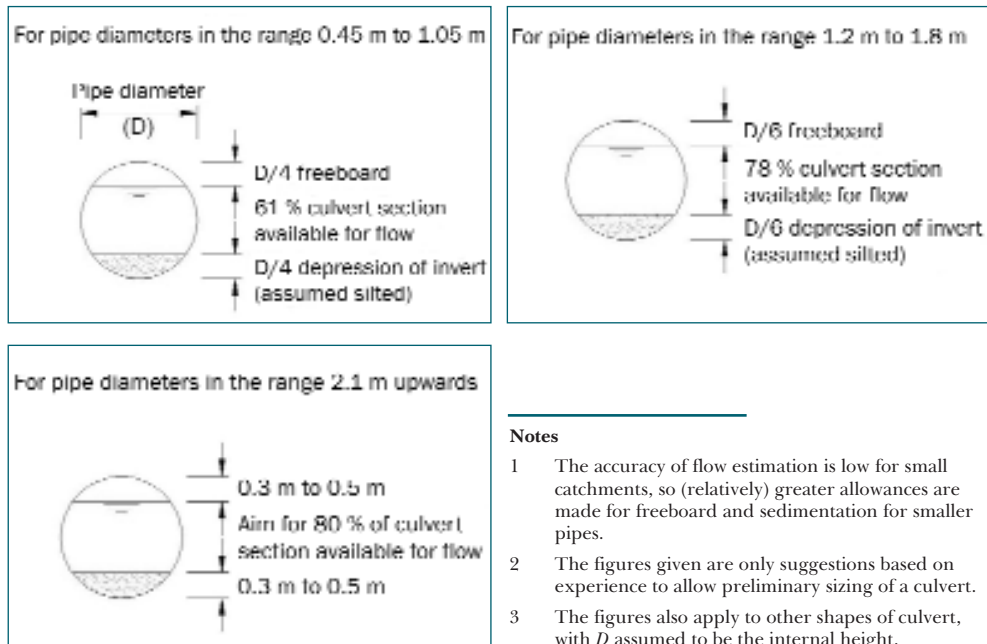 For pipe diameters in the range 0.45 m to 1.05 m
Pipe diameter
(D)
D/4 freeboard
61 % culvert section
available for flow
D/4 depression of invert
(assumed silted)
For pipe diameters in the range 1.2 m to 1.8 m
D/6 freeboard
78 % culvert section
available for flow
D/6 depression of invert
(assumed silted)
For pipe diameters in the range 2.1 m upwards
0.3 m to 0.5 m
Aim for 80 % of culvert
section available for flow
0.3 m to 0.5 m
Notes
1 The accuracy of flow estimation is low for small
catchments, so (relatively) greater allowances are
made for freeboard and sedimentation for smaller
pipes.
2 The figures given are only suggestions based on
experience to allow preliminary sizing of a culvert.
3 The figures also apply to other shapes of culvert,
with D assumed to be the internal height.